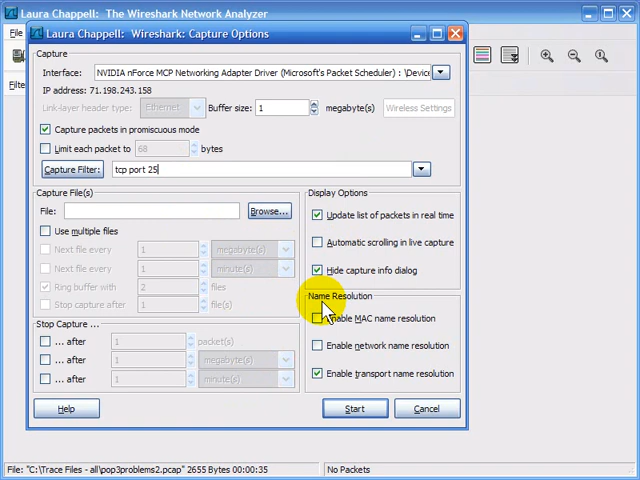 Laura Chappell: The Wireshark Network Analyzer
Laura Chappell: Wireshark: Capture Options
File
Filte
Capture
Interface: NVIDIA nForce MCP Networking Adapter Driver (Microsoft's Packet Scheduler) : \Device
IP address: 71.198.243.158
Link-layer header type: Ethernet Buffer size: 1 megabyte(s) Wireless Settings
Capture packets in promiscuous mode
Limit each packet to 68 bytes
Capture Filter: tcp port 25
Capture File(s)
File: Browse...
Use multiple files
Next file every 1 megabyte(s)
Next file every 1 minute(s)
Ring buffer with 2 files
Stop capture after 1 file(s)
Stop Capture ...
... after 1 packet(s)
... after 1 megabyte(s)
... after 1 minute(s)
Display Options
Update list of packets in real time
Automatic scrolling in live capture
Hide capture info dialog
Name Resolution
Enable MAC name resolution
Enable network name resolution
Enable transport name resolution
Help Start Cancel
File: "C:\Trace Files - all\pop3problems2.pcap" 2655 Bytes 00:00:35 No Packets